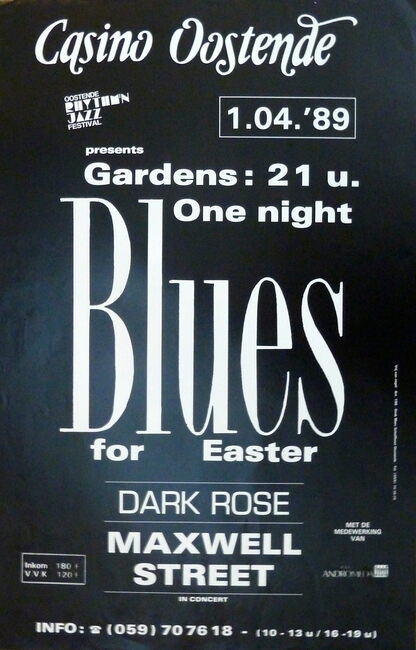 Casino Oostende
OOSTENDE
RHYTHM
JAZZ
FESTIVAL
1.04.'89
presents
Gardens: 21 u.
One night
Blues
for Easter
DARK ROSE
MAXWELL
STREET
IN CONCERT
MET DE
MEDEWERKING
VAN
ANDROMEDA
Inkom 180 F
V V K 120 F
INFO: ☎ (059) 70 76 18 - (10 - 13 u / 16 - 19 u)